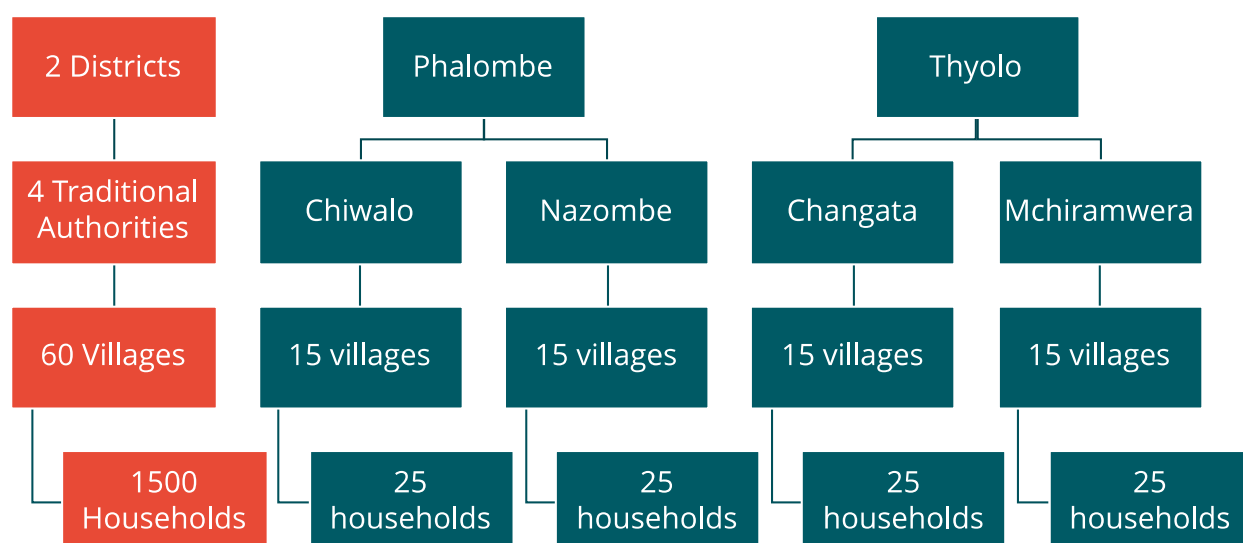 2 Districts
Phalombe
Thyolo
4 Traditional
Authorities
Chiwalo
Nazombe
Changata
Mchiramwera
60 Villages
15 villages
15 villages
15 villages
15 villages
1500
Households
25
households
25
households
25
households
25
households